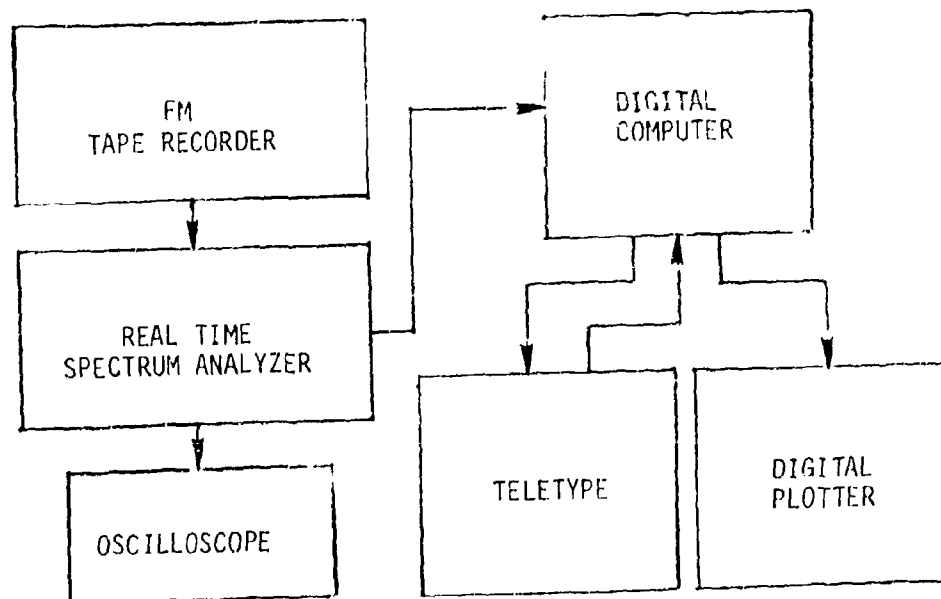 FM
TAPE RECORDER
DIGITAL
COMPUTER
REAL TIME
SPECTRUM ANALYZER
OSCILLOSCOPE
TELETYPE
DIGITAL
PLOTTER